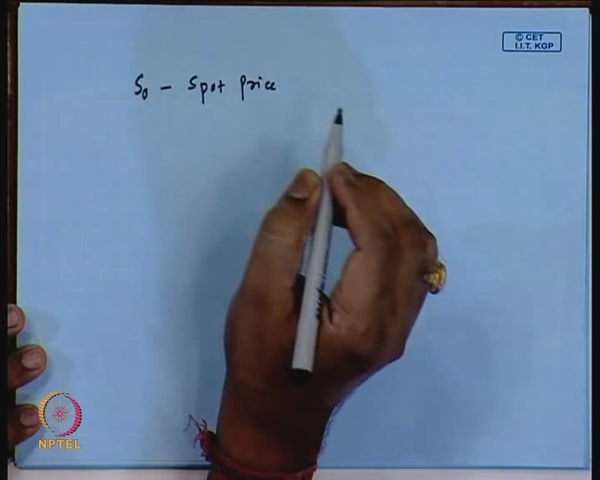 © CET
I.I.T. KGP
S₀ - Spot price
NPTEL